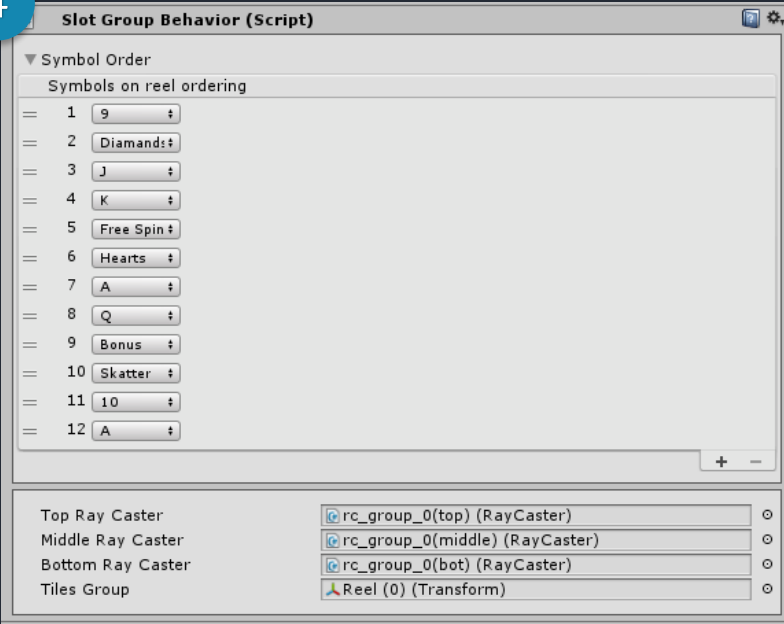 Slot Group Behavior (Script)
Symbol Order
Symbols on reel ordering
1 9
2 Diamonds
3 J
4 K
5 Free Spin
6 Hearts
7 A
8 Q
9 Bonus
10 Skatter
11 10
12 A
+ −
Top Ray Caster rc_group_0(top) (RayCaster)
Middle Ray Caster rc_group_0(middle) (RayCaster)
Bottom Ray Caster rc_group_0(bot) (RayCaster)
Tiles Group Reel (0) (Transform)